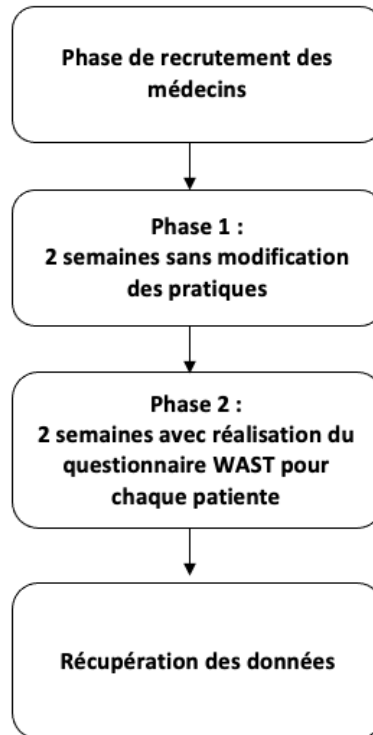 Phase de recrutement des
médecins
Phase 1 :
2 semaines sans modification
des pratiques
Phase 2 :
2 semaines avec réalisation du
questionnaire WAST pour
chaque patiente
Récupération des données